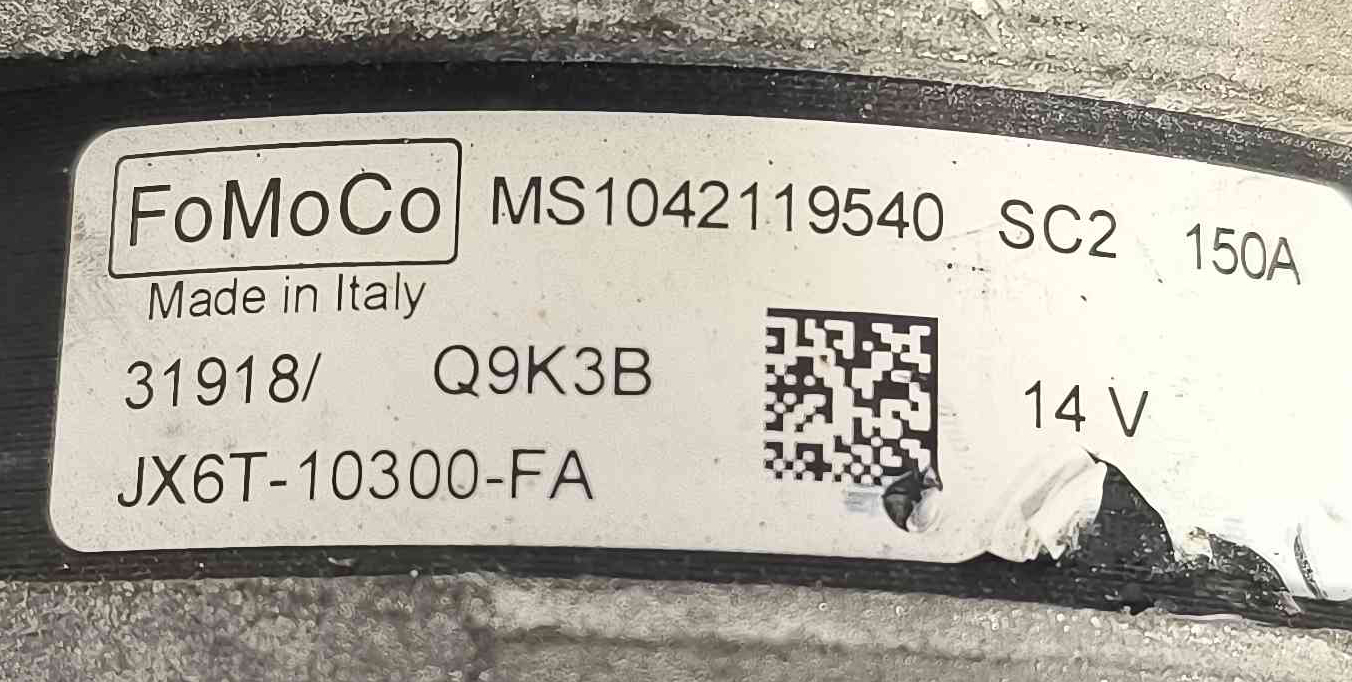 FoMoCo MS1042119540 SC2 150A
Made in Italy
31918/ Q9K3B 14 V
JX6T-10300-FA